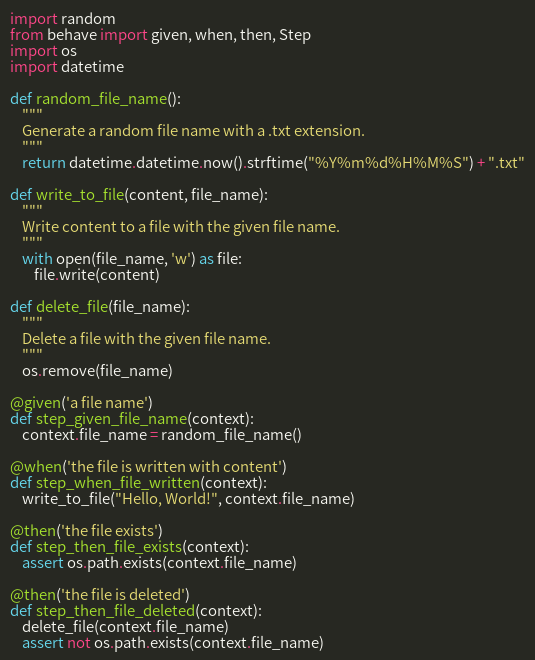 import random
from behave import given, when, then, Step
import os
import datetime

def random_file_name():
    """
    Generate a random file name with a .txt extension.
    """
    return datetime.datetime.now().strftime("%Y%m%d%H%M%S") + ".txt"

def write_to_file(content, file_name):
    """
    Write content to a file with the given file name.
    """
    with open(file_name, 'w') as file:
        file.write(content)

def delete_file(file_name):
    """
    Delete a file with the given file name.
    """
    os.remove(file_name)

@given('a file name')
def step_given_file_name(context):
    context.file_name = random_file_name()

@when('the file is written with content')
def step_when_file_written(context):
    write_to_file("Hello, World!", context.file_name)

@then('the file exists')
def step_then_file_exists(context):
    assert os.path.exists(context.file_name)

@then('the file is deleted')
def step_then_file_deleted(context):
    delete_file(context.file_name)
    assert not os.path.exists(context.file_name)